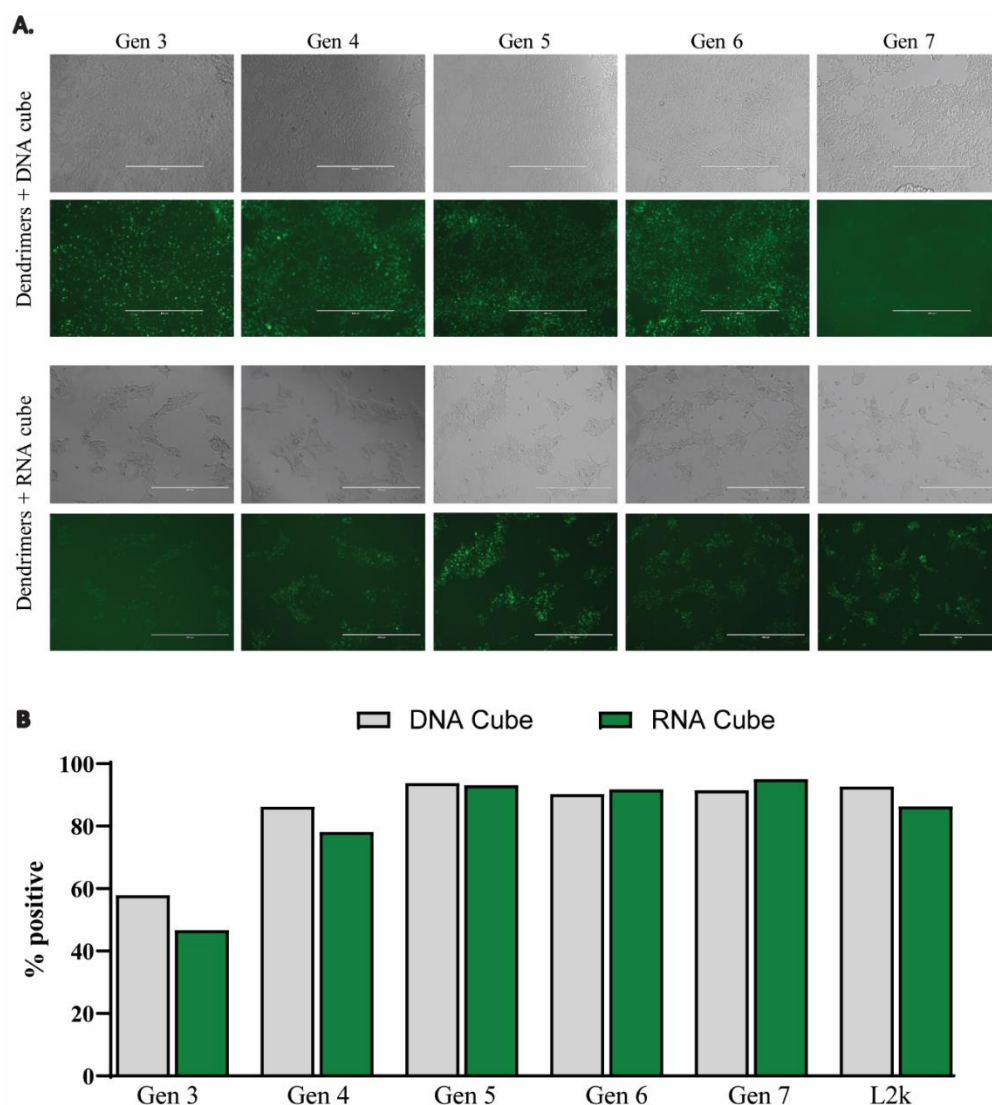 A.
Gen 3 Gen 4 Gen 5 Gen 6 Gen 7
Dendrimers + DNA cube
Dendrimers + RNA cube
B
DNA Cube RNA Cube
100
80
60
40
20
0
% positive
Gen 3 Gen 4 Gen 5 Gen 6 Gen 7 L2k